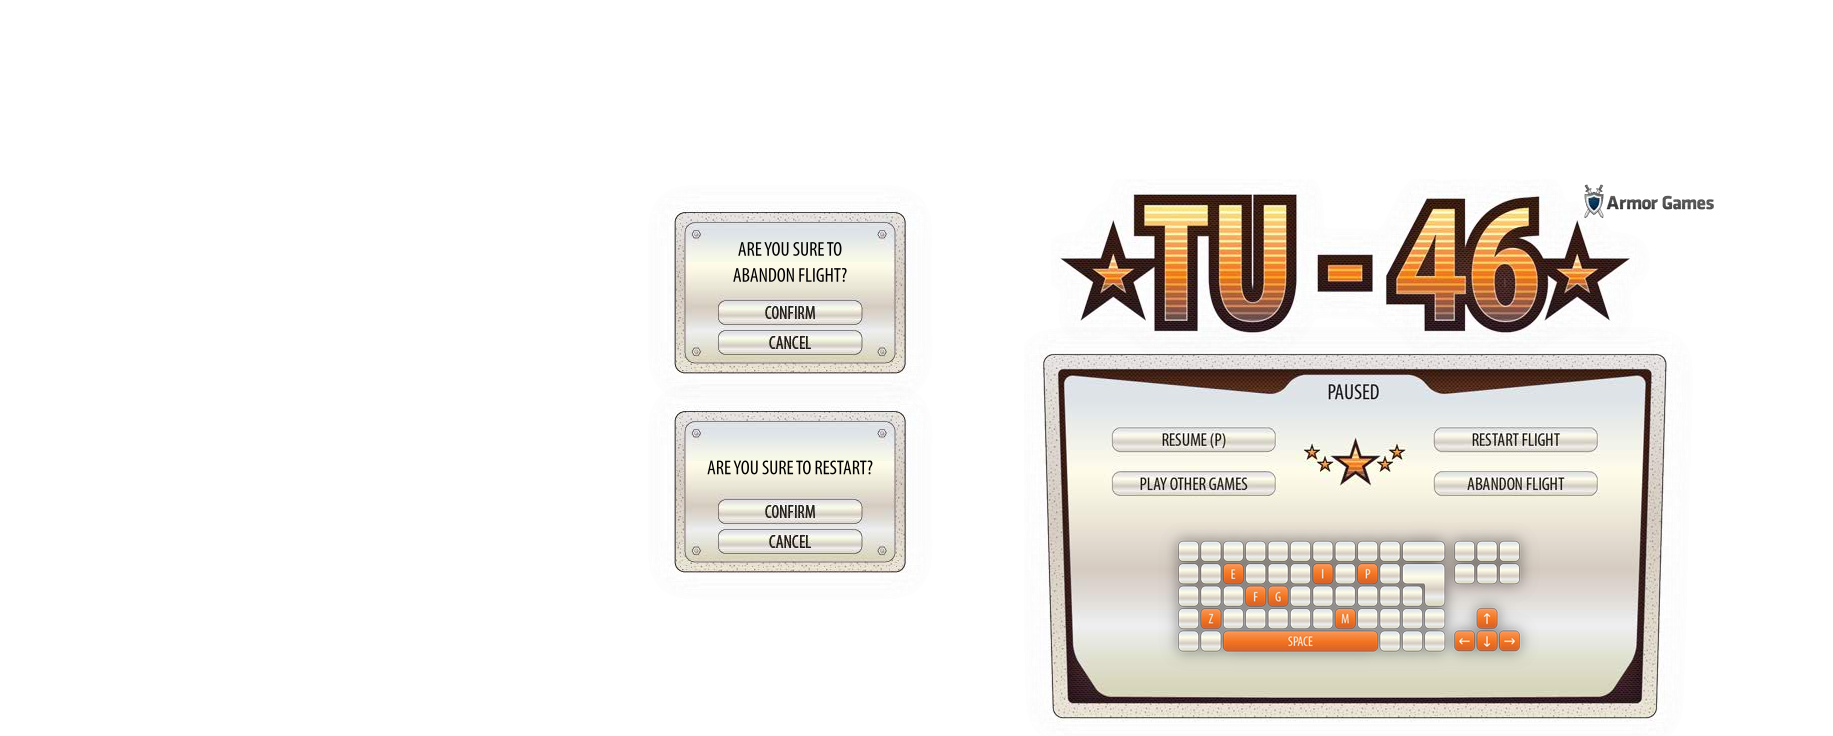 ARE YOU SURE TO
ABANDON FLIGHT?
CONFIRM
CANCEL
ARE YOU SURE TO RESTART?
CONFIRM
CANCEL
TU - 46
Armor Games
PAUSED
RESUME (P)
RESTART FLIGHT
PLAY OTHER GAMES
ABANDON FLIGHT
E I P
F G
Z M
↑
SPACE ← ↓ →